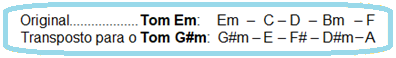 Original................... Tom Em: Em – C – D – Bm – F
Transposto para o Tom G#m: G#m – E – F# – D#m – A